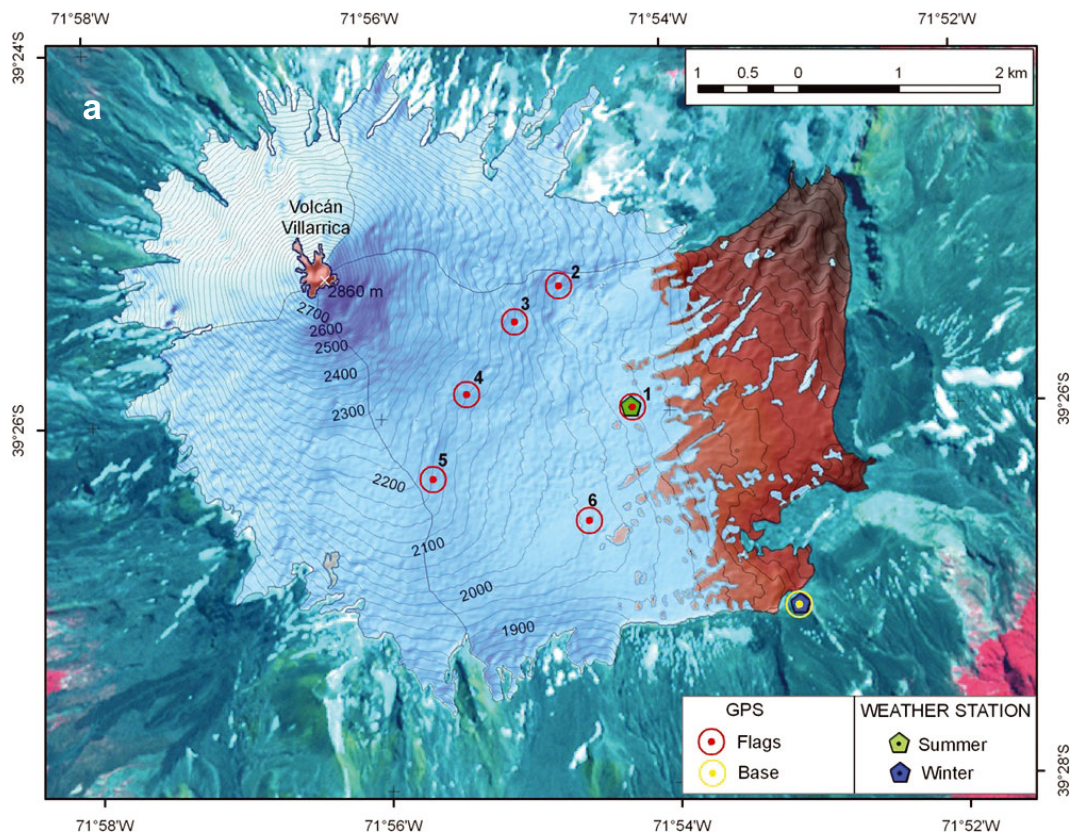 71°58'W 71°56'W 71°54'W 71°52'W
39°24'S
a
1 0.5 0 1 2 km
Volcán
Villarrica
2860 m
2700
2600
2500
2400
2300
2200
2100
2000
1900
2
3
4
1
5
6
39°26'S
39°26'S
39°28'S
GPS
Flags
Base
WEATHER STATION
Summer
Winter
71°58'W 71°56'W 71°54'W 71°52'W